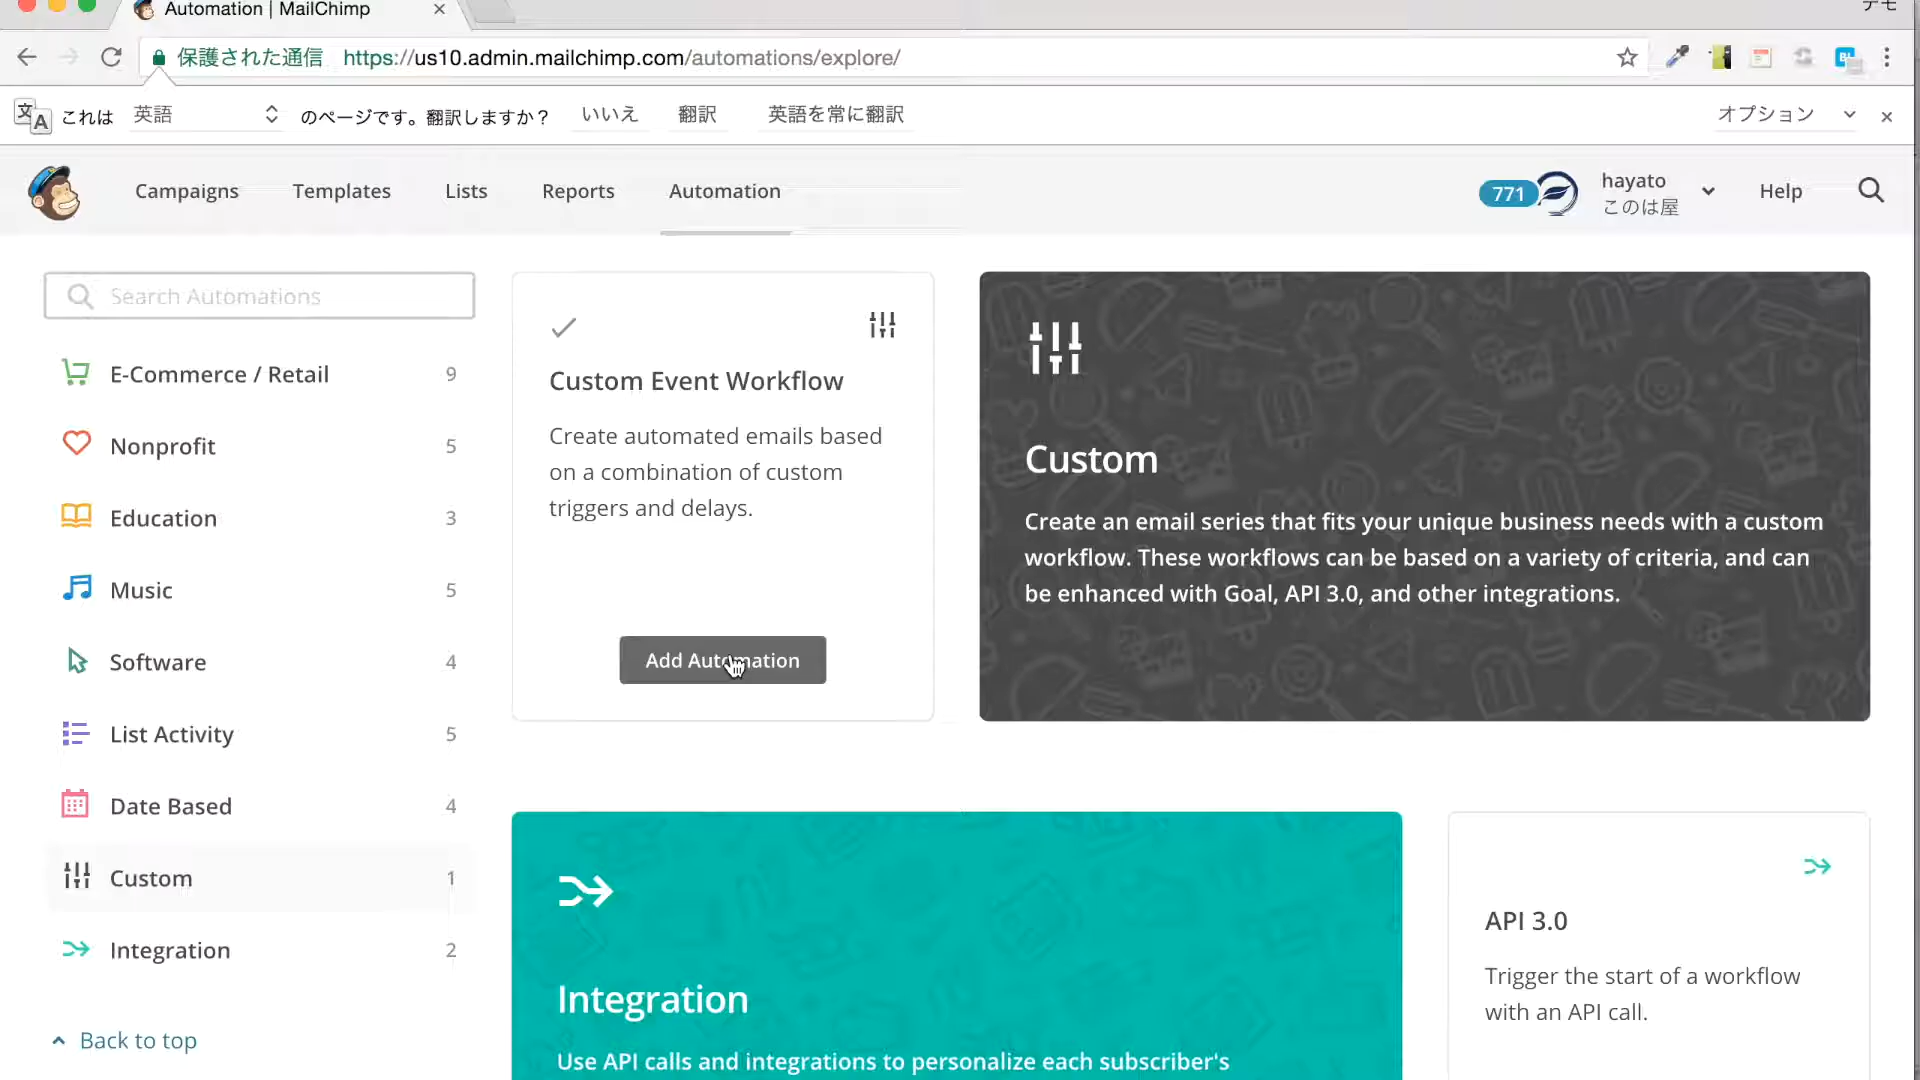 Automation | MailChimp
デモ
保護された通信 https://us10.admin.mailchimp.com/automations/explore/
これは 英語 のページです。翻訳しますか？ いいえ 翻訳 英語を常に翻訳 オプション
Campaigns Templates Lists Reports Automation 771 hayato このは屋 Help
Search Automations
E-Commerce / Retail 9
Nonprofit 5
Education 3
Music 5
Software 4
List Activity 5
Date Based 4
Custom 1
Integration 2
Back to top
Custom Event Workflow
Create automated emails based
on a combination of custom
triggers and delays.
Add Automation
Custom
Create an email series that fits your unique business needs with a custom
workflow. These workflows can be based on a variety of criteria, and can
be enhanced with Goal, API 3.0, and other integrations.
Integration
Use API calls and integrations to personalize each subscriber's
API 3.0
Trigger the start of a workflow
with an API call.